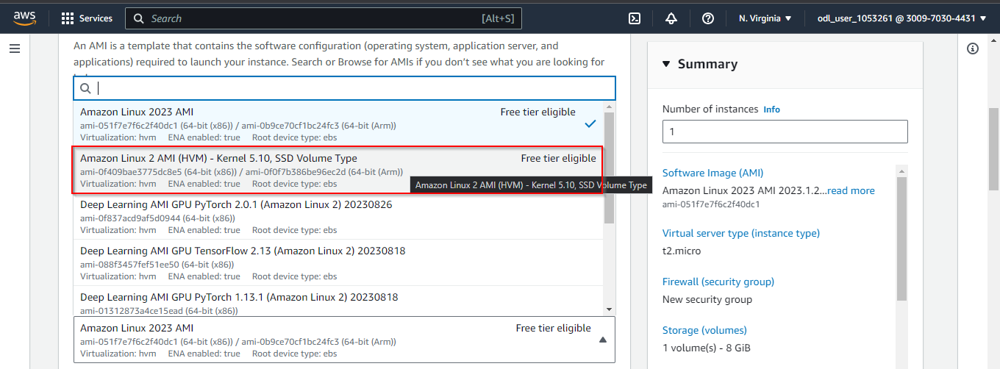 aws
Services
Search
[Alt+S]
N. Virginia
odl_user_1053261 @ 3009-7030-4431
An AMI is a template that contains the software configuration (operating system, application server, and
applications) required to launch your instance. Search or Browse for AMIs if you don't see what you are looking for
Amazon Linux 2023 AMI
Free tier eligible
ami-051f7e7f6c2f40dc1 (64-bit (x86)) / ami-0b9ce70cf1bc24fc3 (64-bit (Arm))
Virtualization: hvm ENA enabled: true Root device type: ebs
Amazon Linux 2 AMI (HVM) - Kernel 5.10, SSD Volume Type
Free tier eligible
ami-0f409bae3775dc8e5 (64-bit (x86)) / ami-0f0f7b386be96ec2d (64-bit (Arm))
Virtualization: hvm ENA enabled: true Root device type: ebs
Amazon Linux 2 AMI (HVM) - Kernel 5.10, SSD Volume Type
Deep Learning AMI GPU PyTorch 2.0.1 (Amazon Linux 2) 20230826
ami-0f837acd9af5d0944 (64-bit (x86))
Virtualization: hvm ENA enabled: true Root device type: ebs
Deep Learning AMI GPU TensorFlow 2.13 (Amazon Linux 2) 20230818
ami-088f3457fef51ee50 (64-bit (x86))
Virtualization: hvm ENA enabled: true Root device type: ebs
Deep Learning AMI GPU PyTorch 1.13.1 (Amazon Linux 2) 20230818
ami-01312873a4ce15ead (64-bit (x86))
Amazon Linux 2023 AMI
Free tier eligible
ami-051f7e7f6c2f40dc1 (64-bit (x86)) / ami-0b9ce70cf1bc24fc3 (64-bit (Arm))
Virtualization: hvm ENA enabled: true Root device type: ebs
Summary
Number of instances Info
1
Software Image (AMI)
Amazon Linux 2023 AMI 2023.1.2...read more
ami-051f7e7f6c2f40dc1
Virtual server type (instance type)
t2.micro
Firewall (security group)
New security group
Storage (volumes)
1 volume(s) - 8 GiB